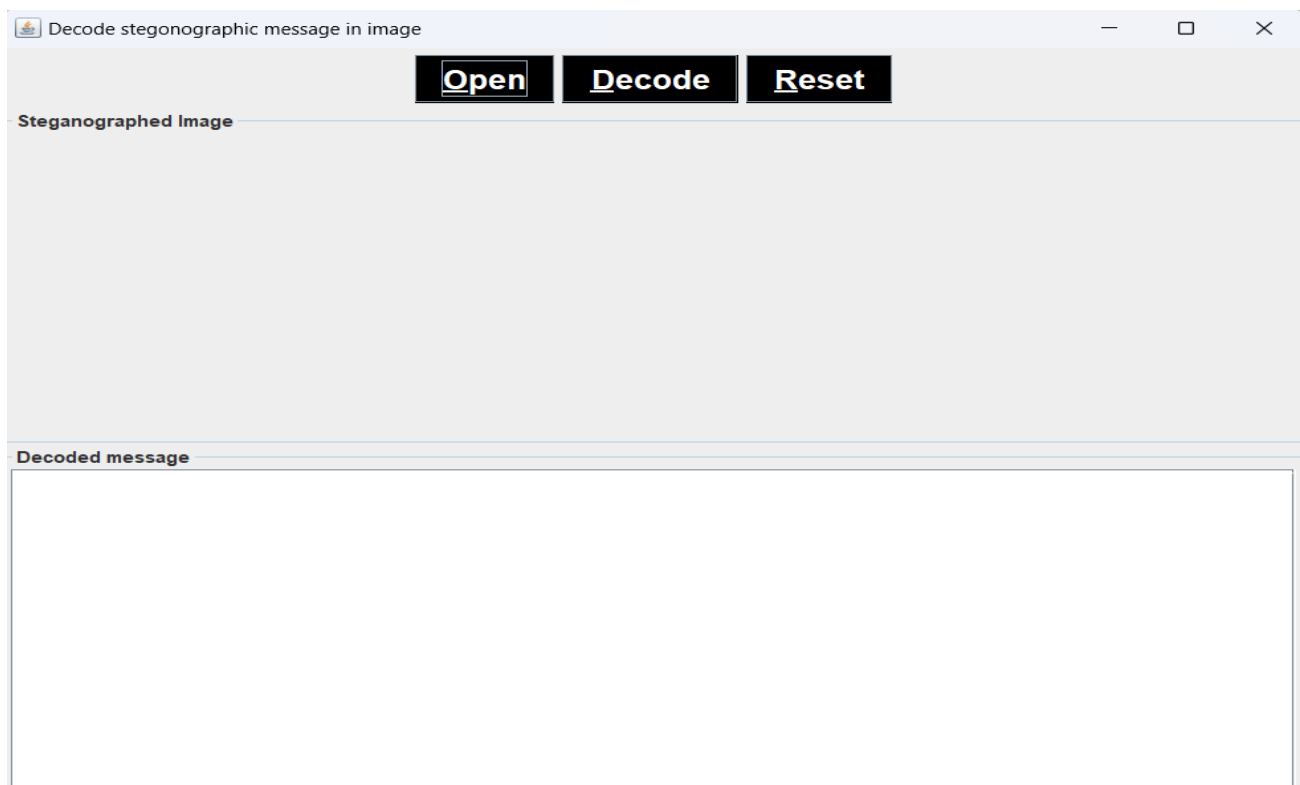 Decode stegonographic message in image
Open Decode Reset
Steganographed Image
Decoded message